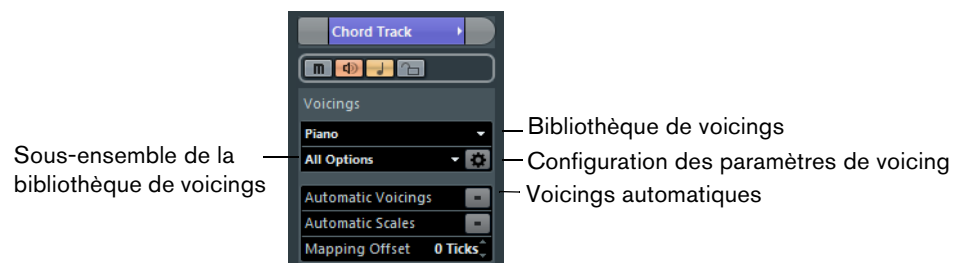 Chord Track
m
Voicings
Piano
Bibliothèque de voicings
Sous-ensemble de la
bibliothèque de voicings
All Options
Configuration des paramètres de voicing
Automatic Voicings
Voicings automatiques
Automatic Scales
Mapping Offset 0 Ticks